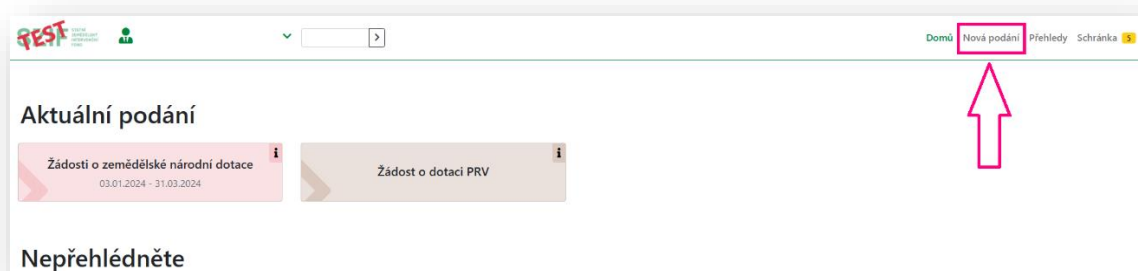 TEST
Domů Nová podání Přehledy Schránka 5
Aktuální podání
Žádosti o zemědělské národní dotace
03.01.2024 - 31.03.2024
i
Žádost o dotaci PRV
i
Nepřehlédněte